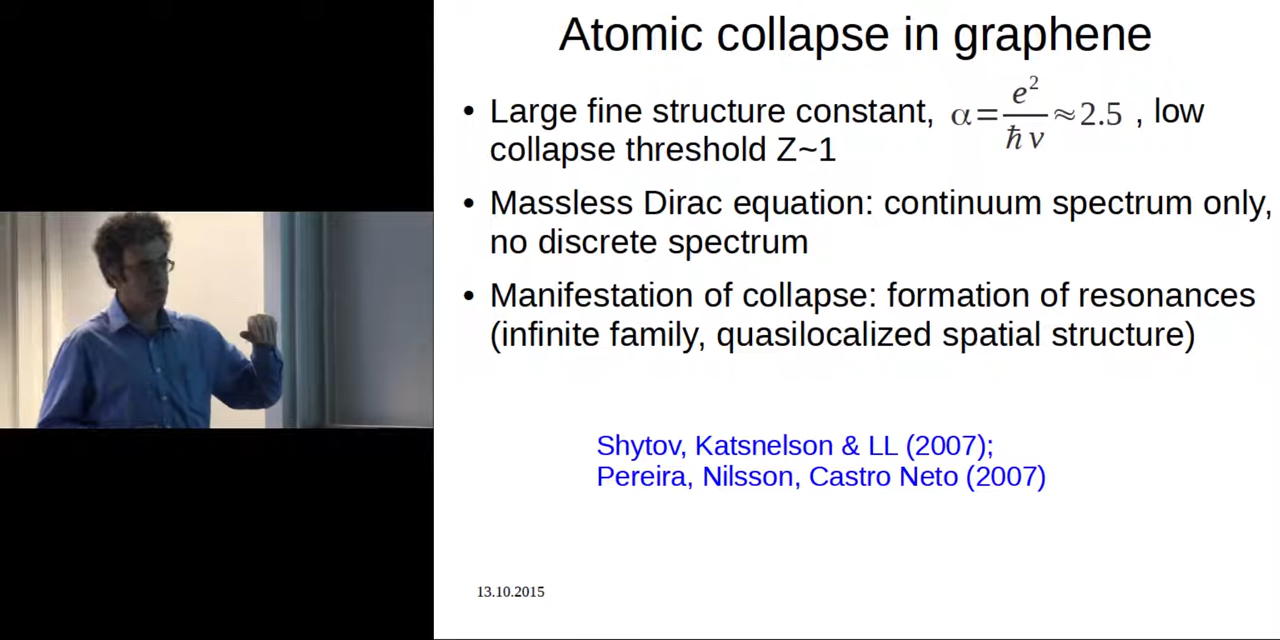 Atomic collapse in graphene
• Large fine structure constant, α = e²/ħ v ≈ 2.5 , low
collapse threshold Z~1
• Massless Dirac equation: continuum spectrum only,
no discrete spectrum
• Manifestation of collapse: formation of resonances
(infinite family, quasilocalized spatial structure)
Shytov, Katsnelson & LL (2007);
Pereira, Nilsson, Castro Neto (2007)
13.10.2015